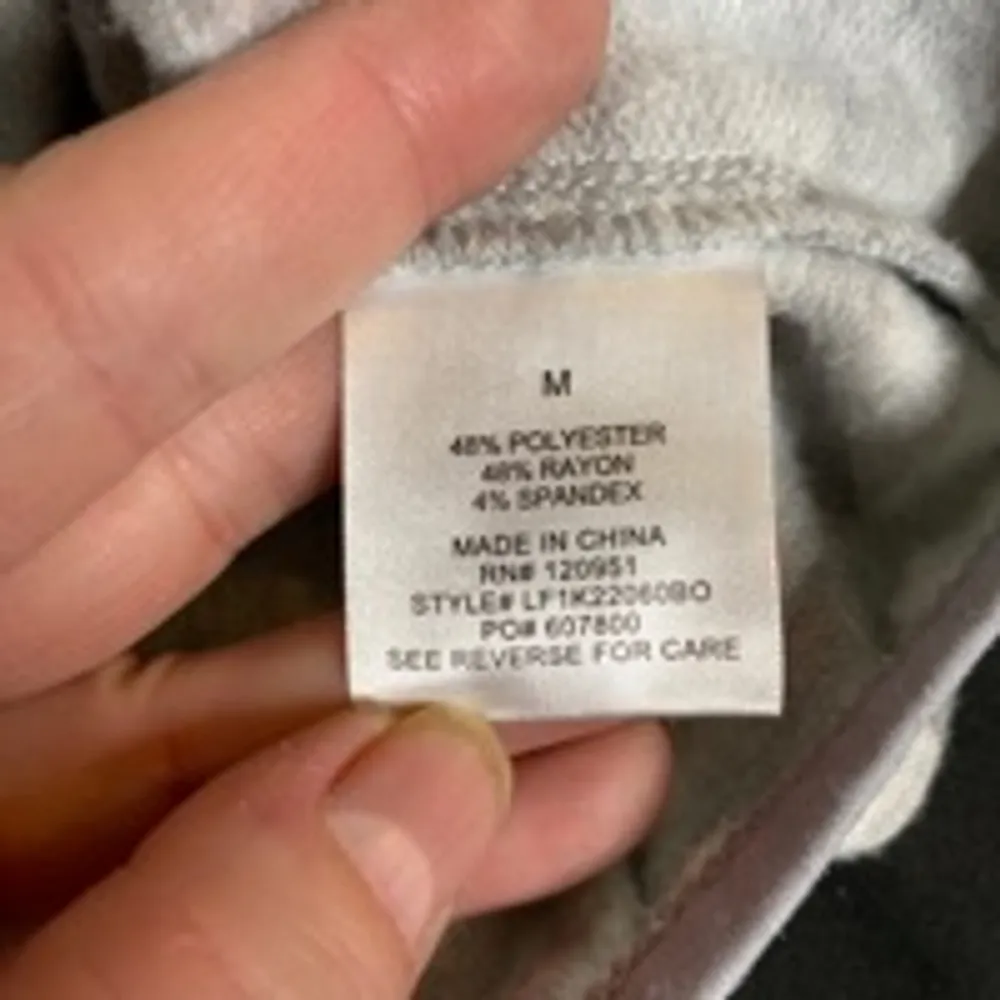 M
48% POLYESTER
48% RAYON
4% SPANDEX
MADE IN CHINA
RN# 120951
STYLE# LF1K22060BO
PO# 607800
SEE REVERSE FOR CARE